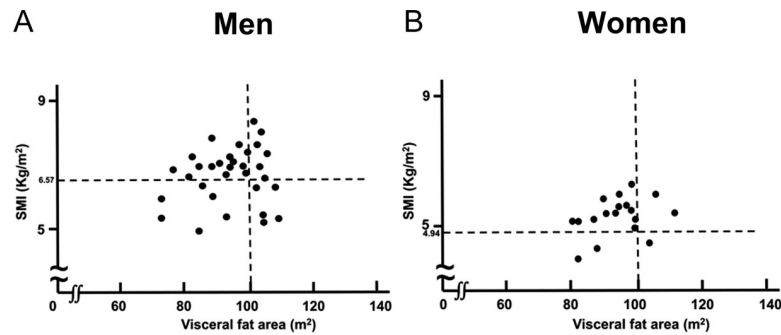 A Men
SMI (Kg/m²)
9
6.57
5
0 60 80 100 120 140
Visceral fat area (m²)
B Women
SMI (Kg/m²)
9
5
4.94
0 60 80 100 120 140
Visceral fat area (m²)